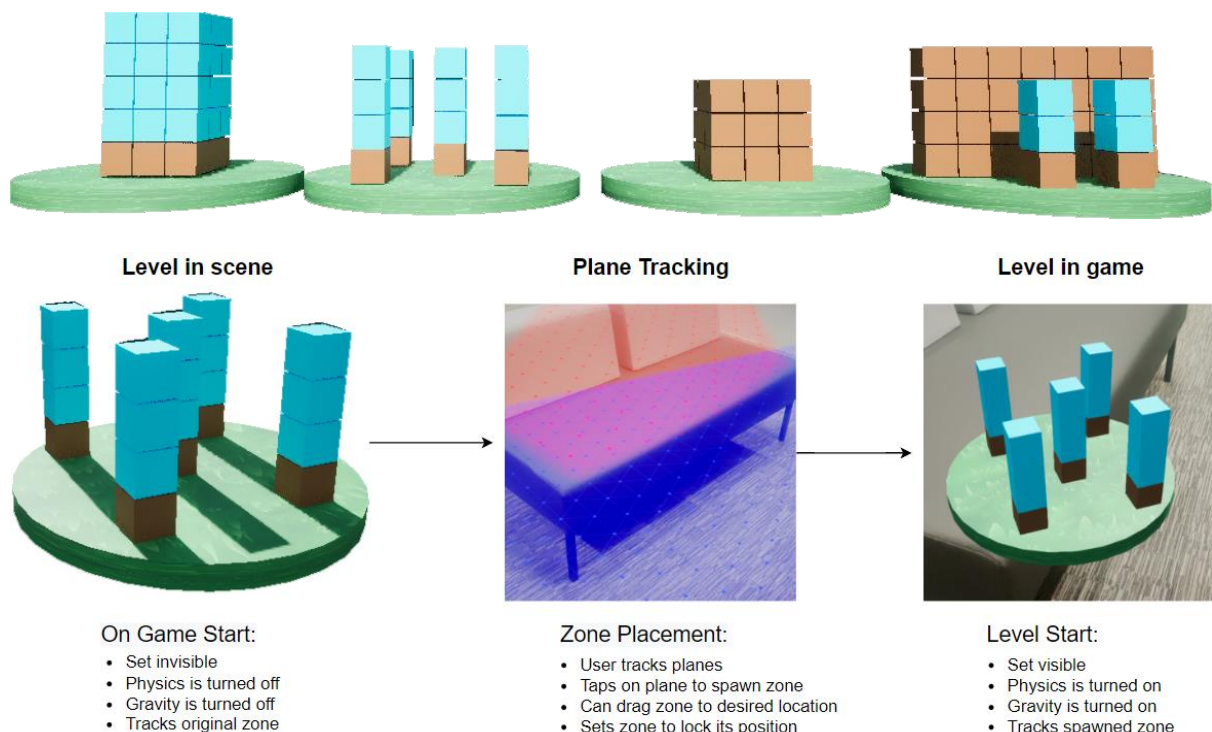 Level in scene
Plane Tracking
Level in game
On Game Start:
• Set invisible
• Physics is turned off
• Gravity is turned off
• Tracks original zone
Zone Placement:
• User tracks planes
• Taps on plane to spawn zone
• Can drag zone to desired location
• Sets zone to lock its position
Level Start:
• Set visible
• Physics is turned on
• Gravity is turned on
• Tracks spawned zone